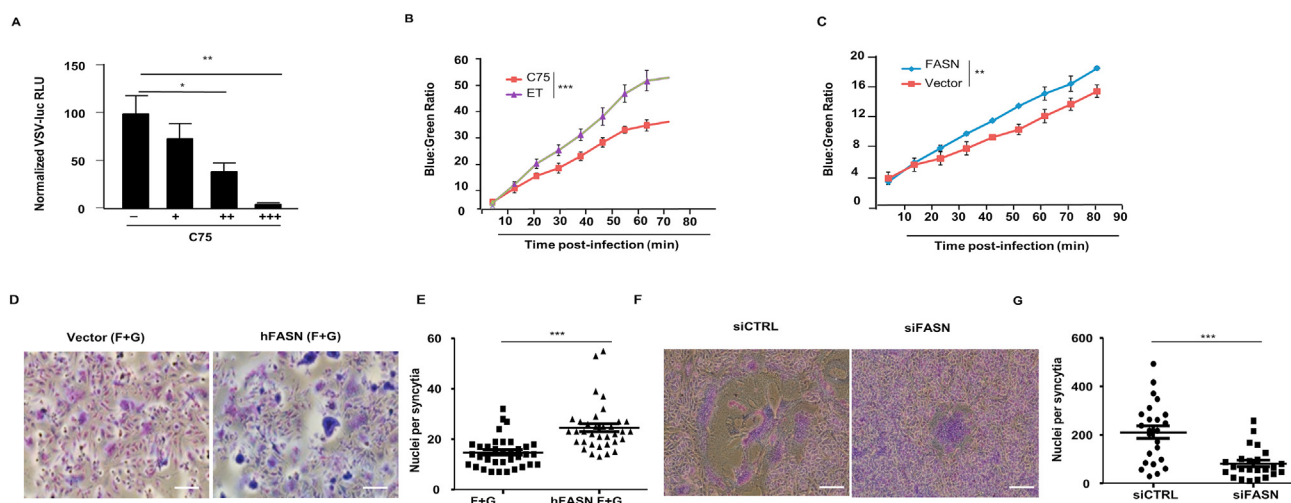 A
Normalized VSV-luc RLU
150
100
50
0
**
*
– + ++ +++
C75
B
Blue:Green Ratio
60
50
40
30
20
10
0
C75
ET
***
10 20 30 40 50 60 70 80
Time post-infection (min)
C
Blue:Green Ratio
20
16
12
8
4
0
FASN
Vector
**
10 20 30 40 50 60 70 80 90
Time post-infection (min)
D
Vector (F+G)
hFASN (F+G)
E
Nuclei per syncytia
60
40
20
0
***
F+G
hFASN F+G
F
siCTRL
siFASN
G
Nuclei per syncytia
600
400
200
0
***
siCTRL
siFASN